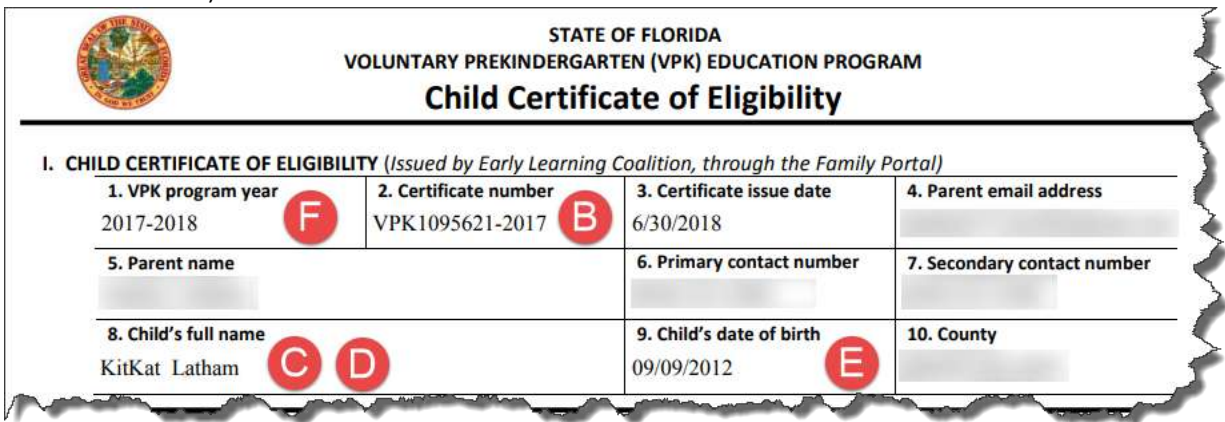 STATE OF FLORIDA
VOLUNTARY PREKINDERGARTEN (VPK) EDUCATION PROGRAM
Child Certificate of Eligibility
I. CHILD CERTIFICATE OF ELIGIBILITY (Issued by Early Learning Coalition, through the Family Portal)
1. VPK program year 2. Certificate number 3. Certificate issue date 4. Parent email address
2017-2018 F VPK1095621-2017 B 6/30/2018
5. Parent name 6. Primary contact number 7. Secondary contact number
8. Child's full name 9. Child's date of birth 10. County
KitKat Latham C D 09/09/2012 E